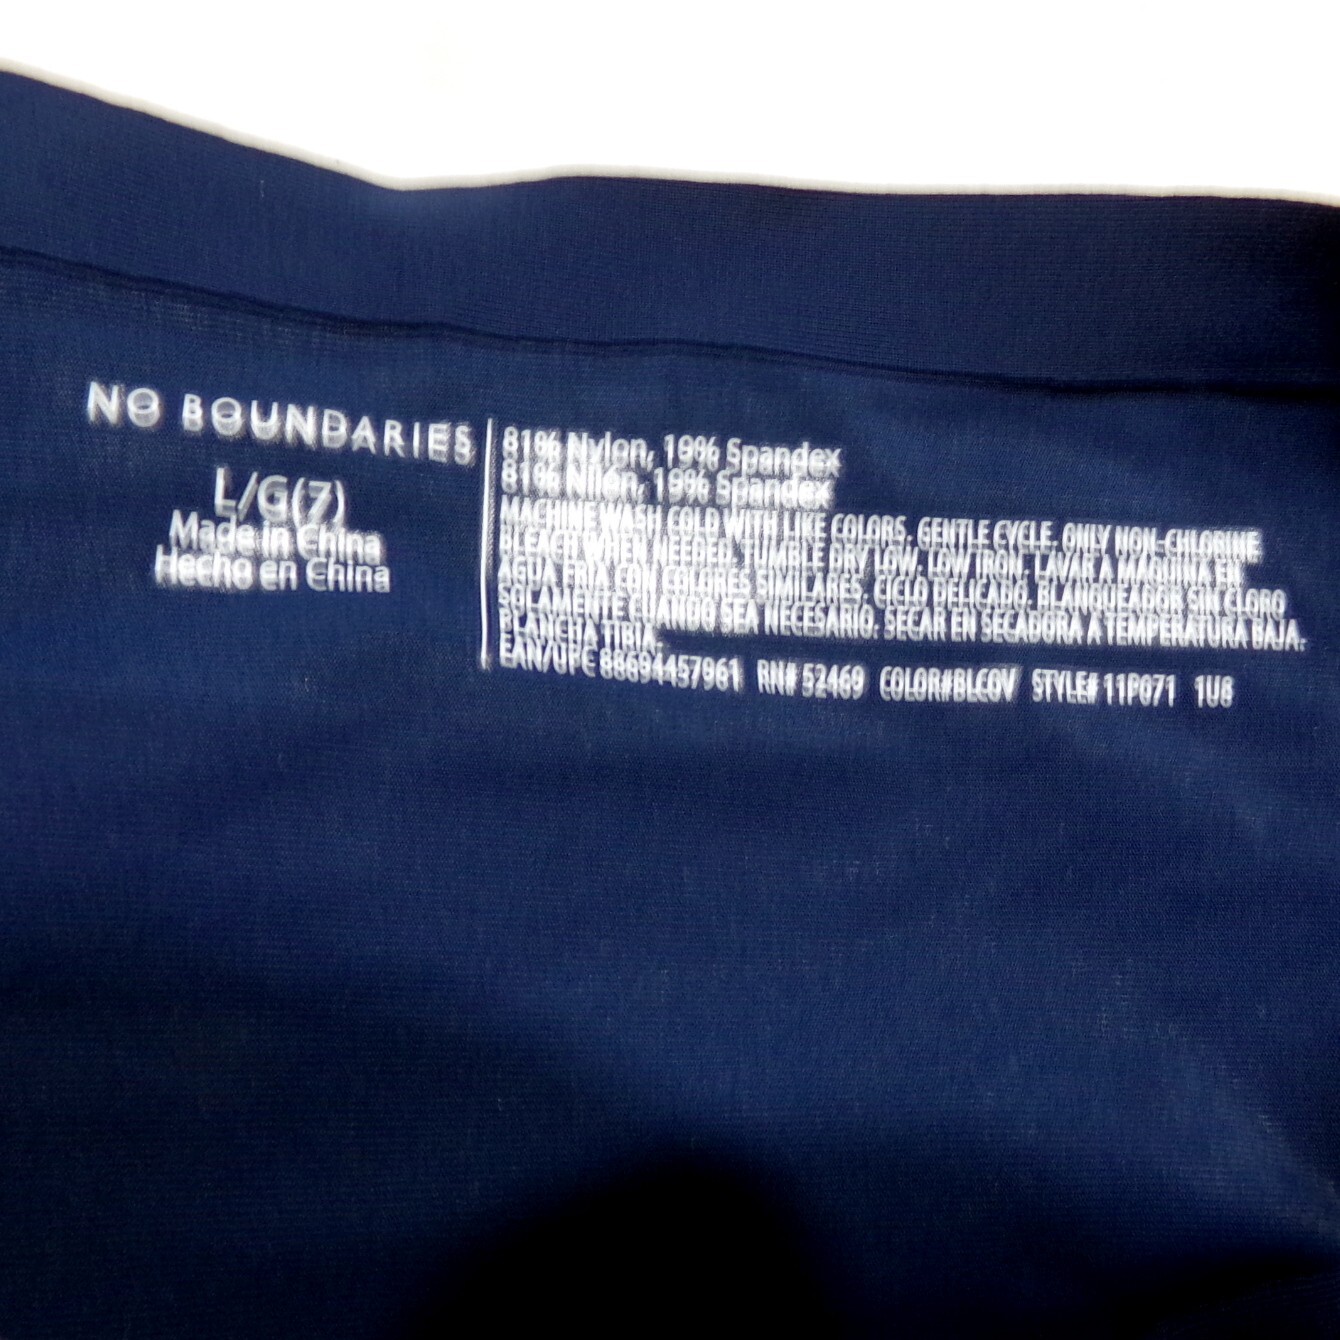 NO BOUNDARIES
L/G(7)
Made in China
Hecho en China
81% Nylon, 19% Spandex
81% Nilón, 19% Spandex
MACHINE WASH COLD WITH LIKE COLORS. GENTLE CYCLE. ONLY NON-CHLORINE
BLEACH WHEN NEEDED. TUMBLE DRY LOW. LOW IRON. LAVAR A MAQUINA EN
AGUA FRIA CON COLORES SIMILARES. CICLO DELICADO. BLANQUEADOR SIN CLORO
SOLAMENTE CUANDO SEA NECESARIO. SECAR EN SECADORA A TEMPERATURA BAJA.
PLANCHA TIBIA.
EAN/UPC 88694457961 RN# 52469 COLOR#BLCOV STYLE# 11P071 1U8